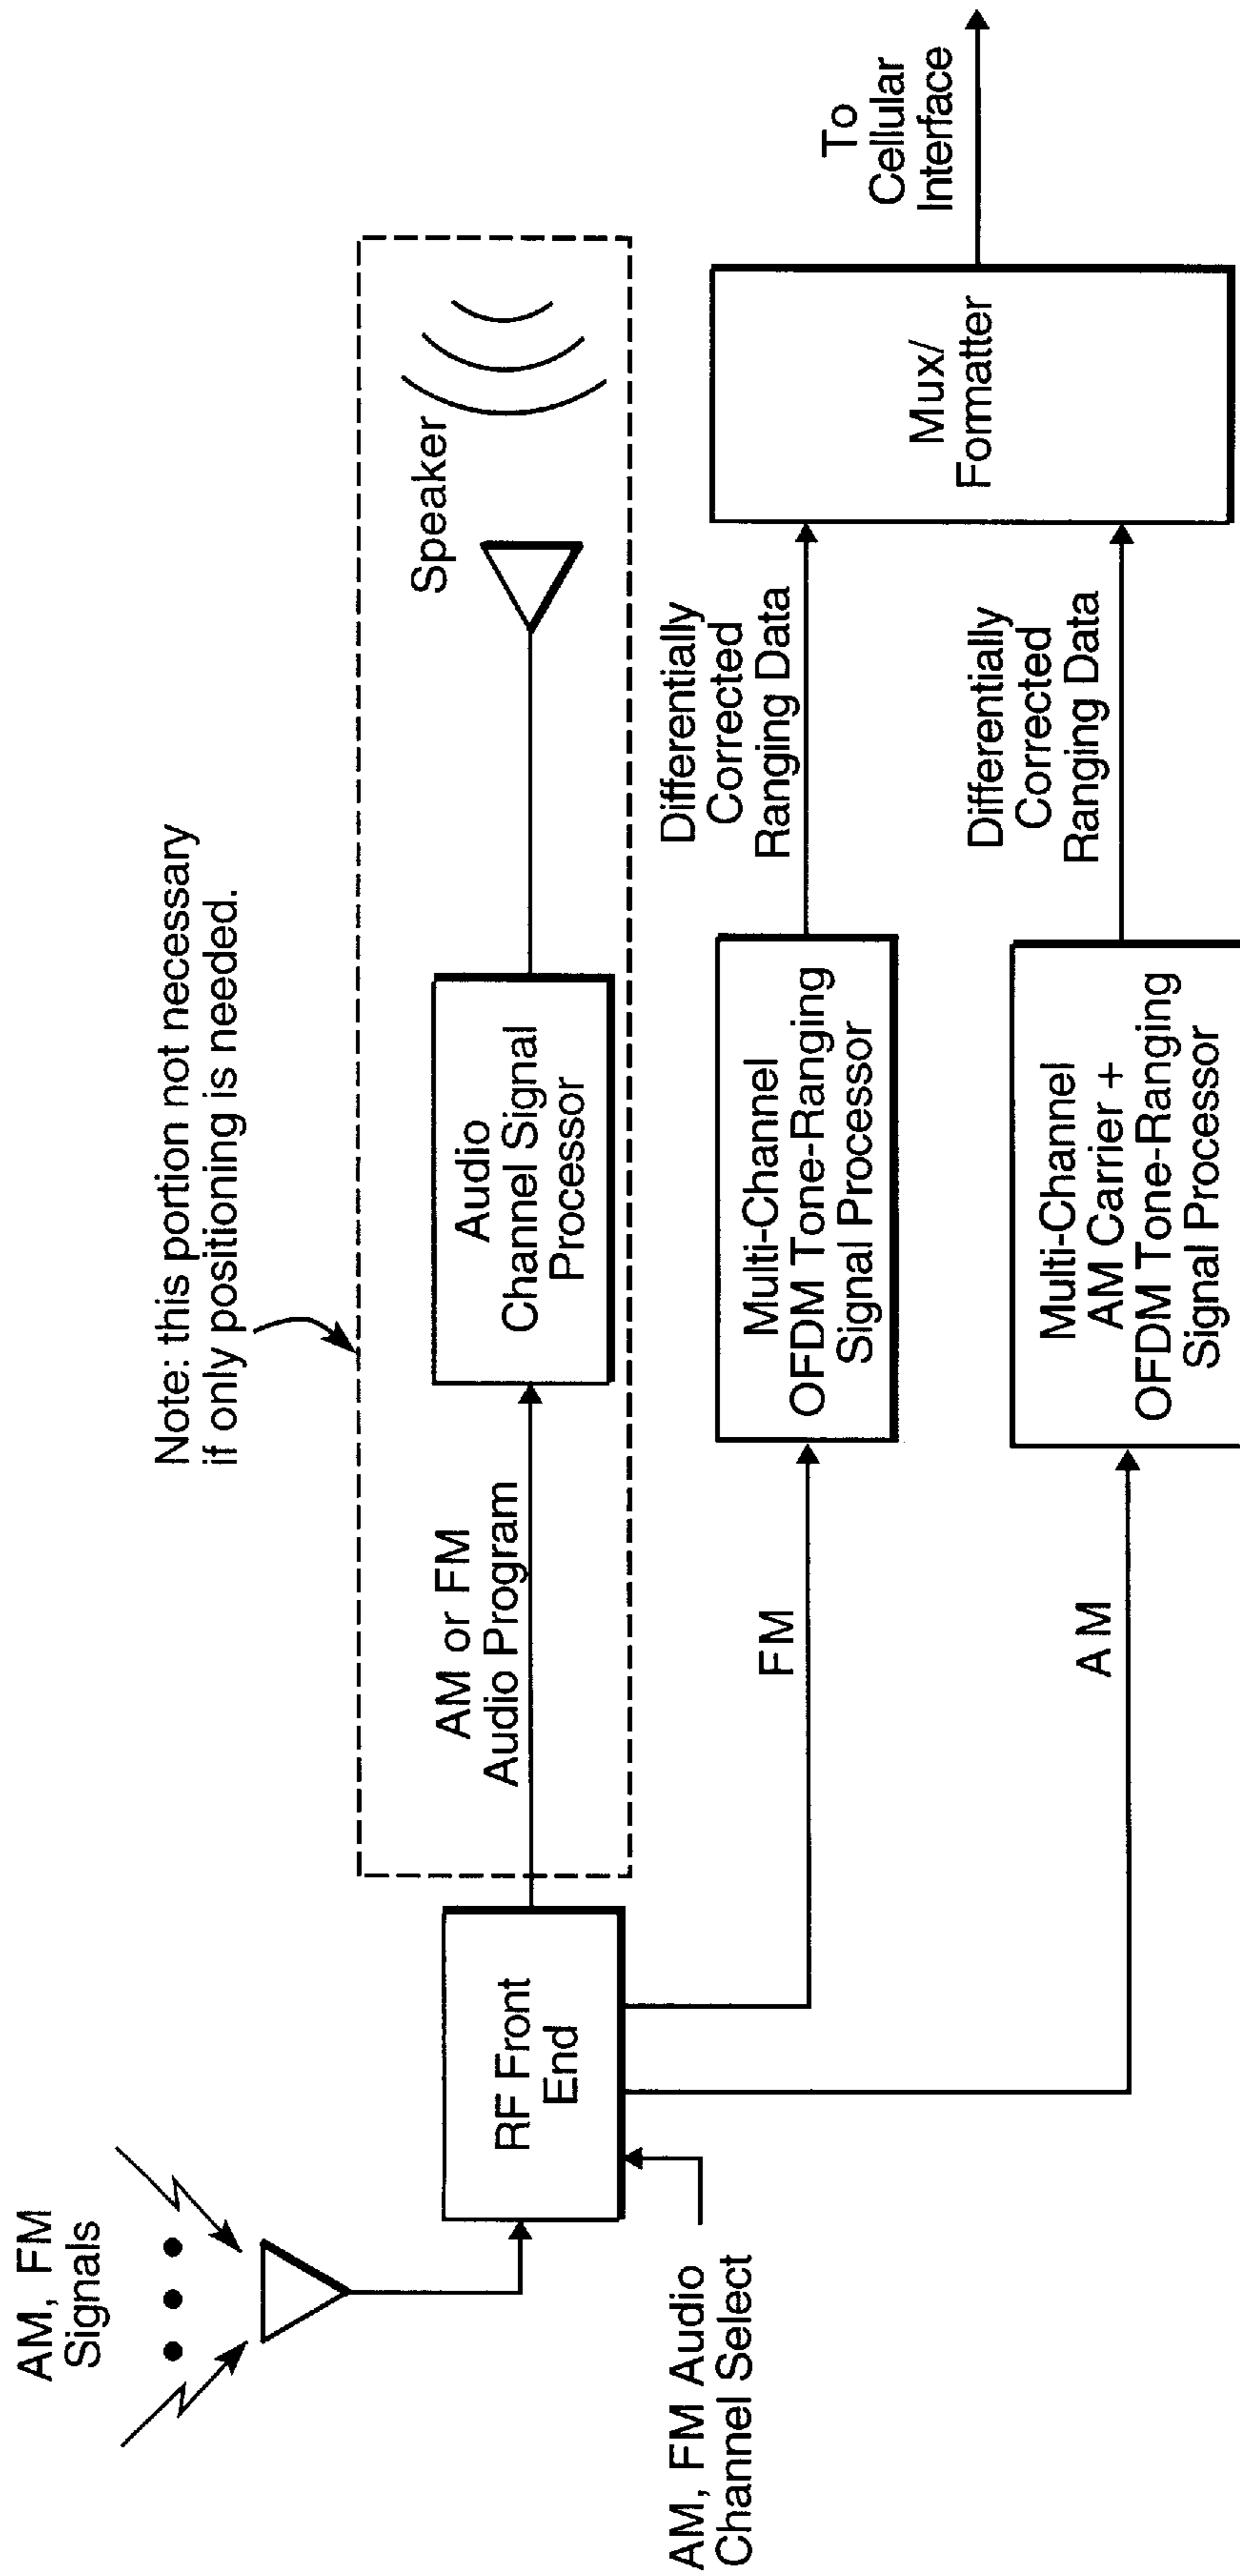 AM, FM
Signals
AM, FM Audio
Channel Select
RF Front
End
Note: this portion not necessary
if only positioning is needed.
AM or FM
Audio Program
Audio
Channel Signal
Processor
Speaker
FM
Multi-Channel
OFDM Tone-Ranging
Signal Processor
Differentially
Corrected
Ranging Data
AM
Multi-Channel
AM Carrier +
OFDM Tone-Ranging
Signal Processor
Differentially
Corrected
Ranging Data
Mux/
Formatter
To
Cellular
Interface